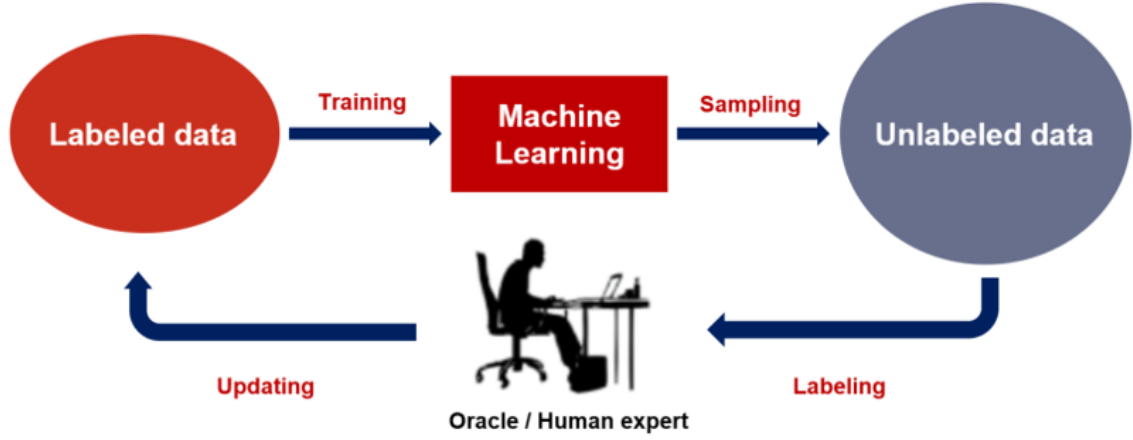 Training
Sampling
Labeled data
Machine
Learning
Unlabeled data
Updating
Labeling
Oracle / Human expert